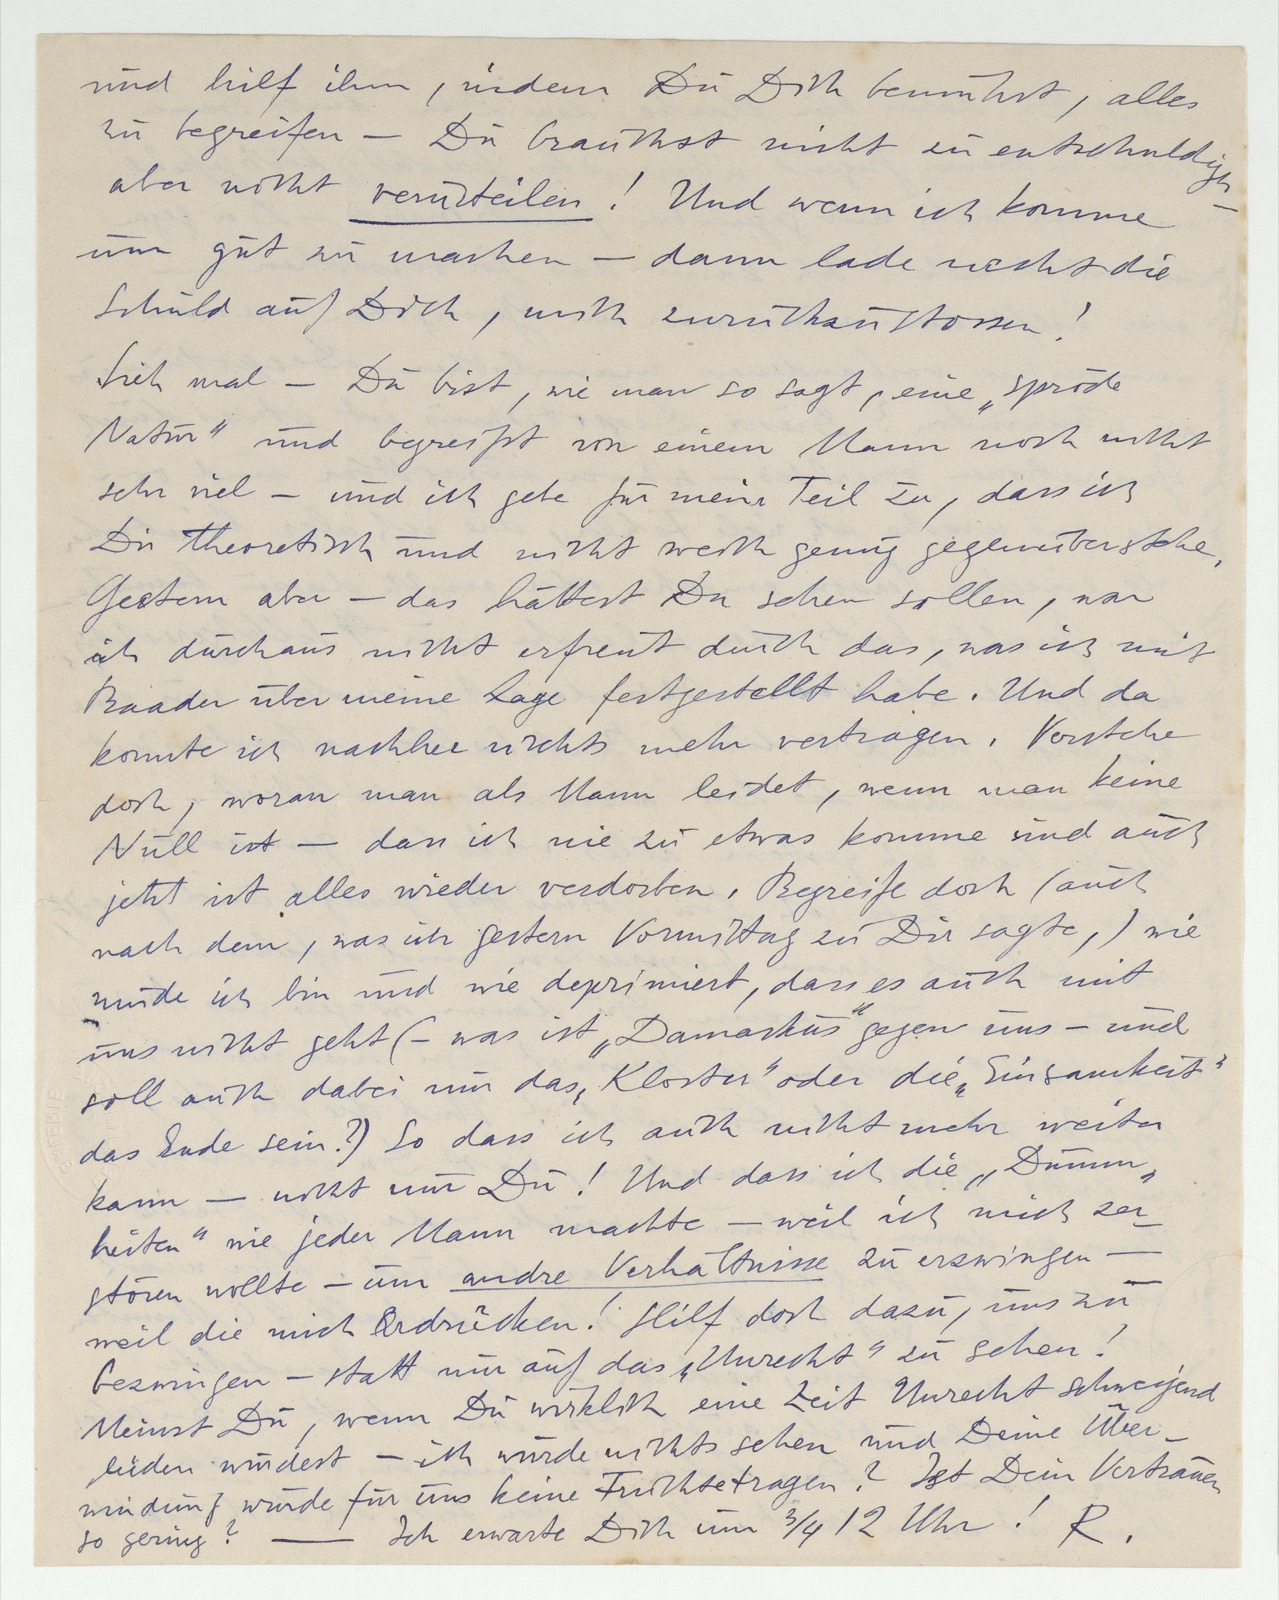 und hilf ihm, indem Du Dich bemühst, alles
zu begreifen — Du brauchst nicht zu entschuldigen
aber nicht verurteilen! Und wenn ich komme
um gut zu machen — dann lade nicht die
Schuld auf Dich, mich zurückzustossen!
Sieh mal — Du bist, wie man so sagt, eine „spröde
Natur“ und begreifst von einem Mann noch nicht
sehr viel — und ich gebe für mein Teil zu, dass ich
Dir theoretisch und nicht weich genug gegenüberstehe,
Gestern aber — das hättest Du sehen sollen, war
ich durchaus nicht erfreut durch das, was ich mit
Baader über meine Lage festgestellt habe. Und da
konnte ich nachher nichts mehr vertragen. Verstehe
doch, woran man als Mann leidet, wenn man keine
Null ist — dass ich nie zu etwas komme und auch
jetzt ist alles wieder verdorben. Begreife doch (auch
nach dem, was ich gestern Vormittag zu Dir sagte,) wie
müde ich bin und wie deprimiert, dass es auch mit
uns nicht geht (— was ist „Damaskus“ gegen uns — und
soll auch dabei nur das „Kloster“ oder die „Einsamkeit“
das Ende sein?) So dass ich auch nicht mehr weiter
kann — nicht nur Du! Und dass ich die „Dumm-
heiten“ wie jeder Mann machte — weil ich mich zer-
stören wollte — um andre Verhältnisse zu erzwingen —
weil die mich erdrücken! Hilf doch dazu, uns zu
bezwingen — statt nur auf das „Unrecht“ zu sehen!
Meinst Du, wenn Du wirklich eine Zeit Unrecht schweigend
leiden würdest — ich würde nichts sehen und Deine Über-
windung würde für uns keine Früchte tragen? Ist Dein Vertrauen
so gering? — Ich erwarte Dich um 3/4 12 Uhr! R.